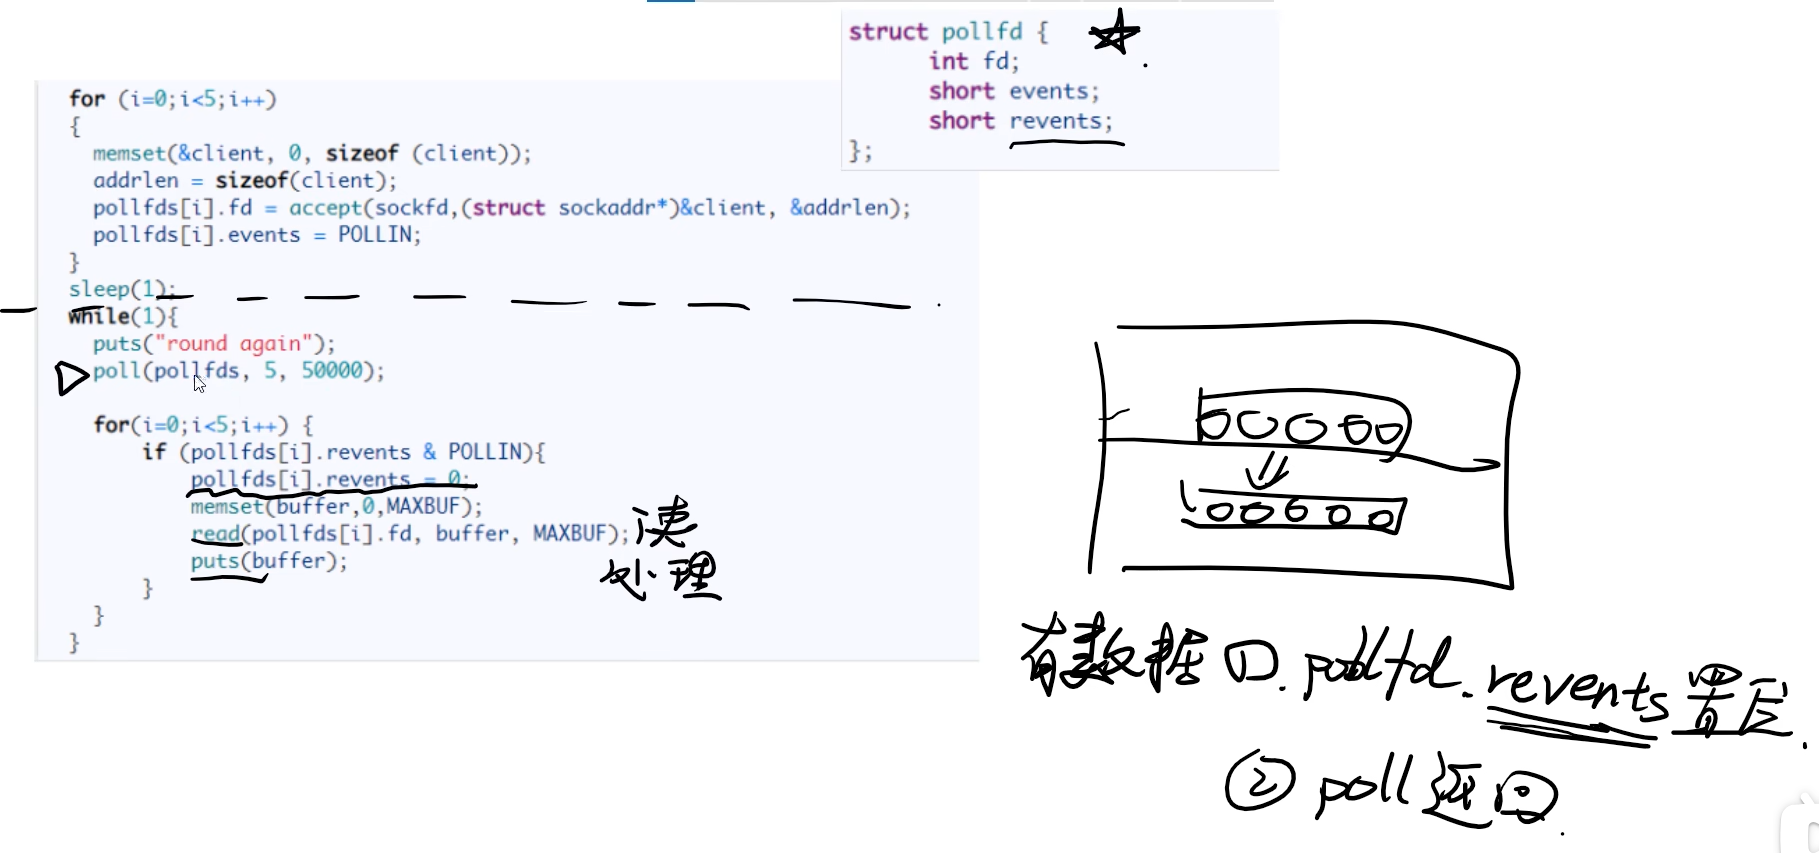 struct pollfd {
int fd;
short events;
short revents;
};
for (i=0;i<5;i++)
{
memset(&client, 0, sizeof (client));
addrlen = sizeof(client);
pollfds[i].fd = accept(sockfd,(struct sockaddr*)&client, &addrlen);
pollfds[i].events = POLLIN;
}
sleep(1);
while(1){
puts("round again");
poll(pollfds, 5, 50000);
for(i=0;i<5;i++) {
if (pollfds[i].revents & POLLIN){
pollfds[i].revents = 0;
memset(buffer,0,MAXBUF);
read(pollfds[i].fd, buffer, MAXBUF);
puts(buffer);
}
}
}
读
处理
有数据 ①. pollfd.revents 置位.
② poll 返回.